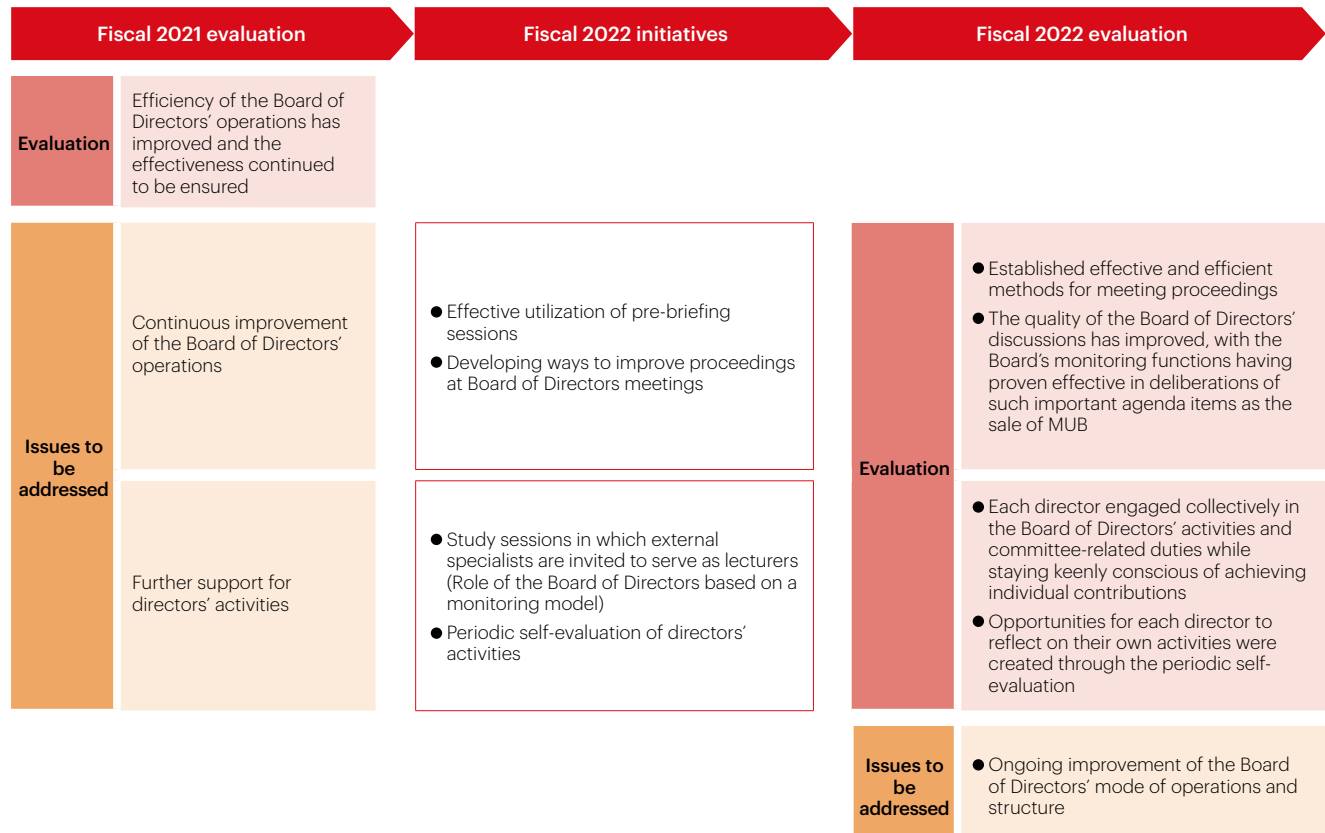 Fiscal 2021 evaluation
Fiscal 2022 initiatives
Fiscal 2022 evaluation
Evaluation
Efficiency of the Board of
Directors' operations has
improved and the
effectiveness continued
to be ensured
Issues to
be
addressed
Continuous improvement
of the Board of Directors'
operations
● Effective utilization of pre-briefing
sessions
● Developing ways to improve proceedings
at Board of Directors meetings
Evaluation
● Established effective and efficient
methods for meeting proceedings
● The quality of the Board of Directors'
discussions has improved, with the
Board's monitoring functions having
proven effective in deliberations of
such important agenda items as the
sale of MUB
Further support for
directors' activities
● Study sessions in which external
specialists are invited to serve as lecturers
(Role of the Board of Directors based on a
monitoring model)
● Periodic self-evaluation of directors'
activities
● Each director engaged collectively in
the Board of Directors' activities and
committee-related duties while
staying keenly conscious of achieving
individual contributions
● Opportunities for each director to
reflect on their own activities were
created through the periodic self-
evaluation
Issues to
be
addressed
● Ongoing improvement of the Board
of Directors' mode of operations and
structure